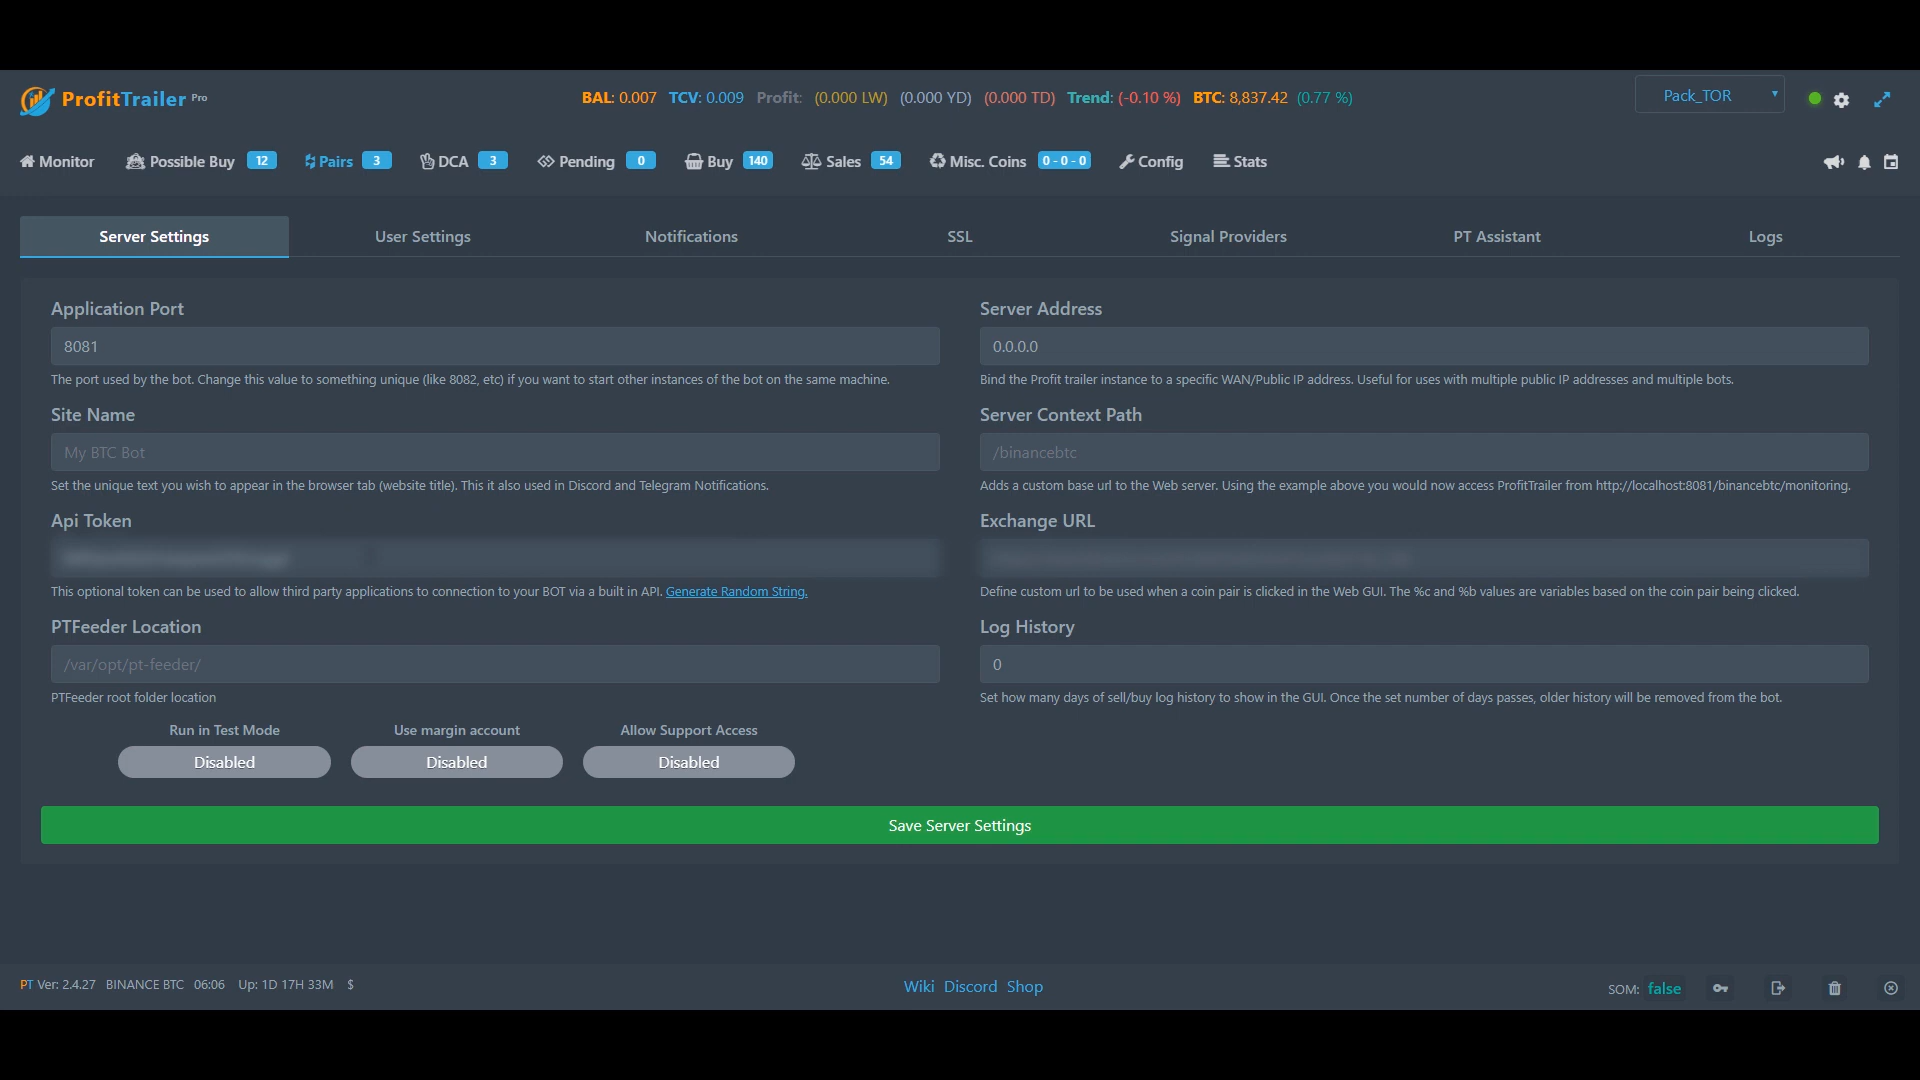 ProfitTrailer Pro
BAL: 0.007 TCV: 0.009 Profit: (0.000 LW) (0.000 YD) (0.000 TD) Trend: (-0.10 %) BTC: 8,837.42 (0.77 %)
Pack_TOR
Monitor Possible Buy 12 Pairs 3 DCA 3 Pending 0 Buy 140 Sales 54 Misc. Coins 0 - 0 - 0 Config Stats
Server Settings User Settings Notifications SSL Signal Providers PT Assistant Logs
Application Port
8081
The port used by the bot. Change this value to something unique (like 8082, etc) if you want to start other instances of the bot on the same machine.
Server Address
0.0.0.0
Bind the Profit trailer instance to a specific WAN/Public IP address. Useful for uses with multiple public IP addresses and multiple bots.
Site Name
My BTC Bot
Set the unique text you wish to appear in the browser tab (website title). This it also used in Discord and Telegram Notifications.
Server Context Path
/binancebtc
Adds a custom base url to the Web server. Using the example above you would now access ProfitTrailer from http://localhost:8081/binancebtc/monitoring.
Api Token
This optional token can be used to allow third party applications to connection to your BOT via a built in API. Generate Random String.
Exchange URL
Define custom url to be used when a coin pair is clicked in the Web GUI. The %c and %b values are variables based on the coin pair being clicked.
PTFeeder Location
/var/opt/pt-feeder/
PTFeeder root folder location
Log History
0
Set how many days of sell/buy log history to show in the GUI. Once the set number of days passes, older history will be removed from the bot.
Run in Test Mode Use margin account Allow Support Access
Disabled Disabled Disabled
Save Server Settings
PT Ver: 2.4.27 BINANCE BTC 06:06 Up: 1D 17H 33M $
Wiki Discord Shop
SOM: false